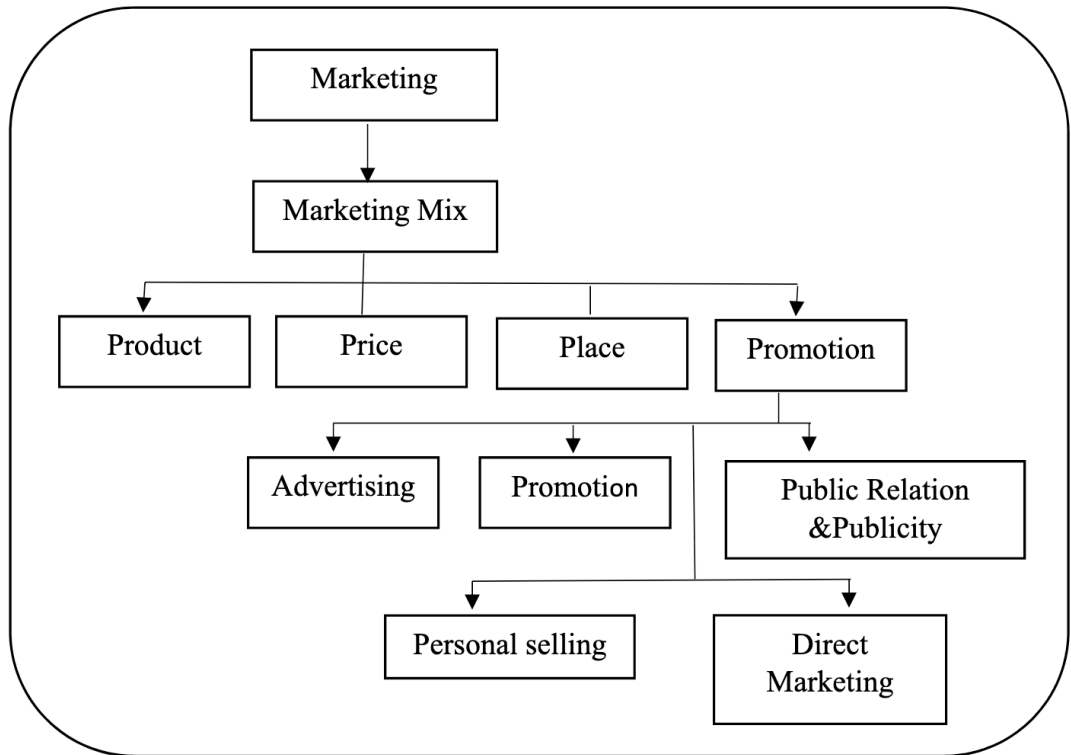 Marketing
Marketing Mix
Product
Price
Place
Promotion
Advertising
Promotion
Public Relation
&Publicity
Personal selling
Direct
Marketing